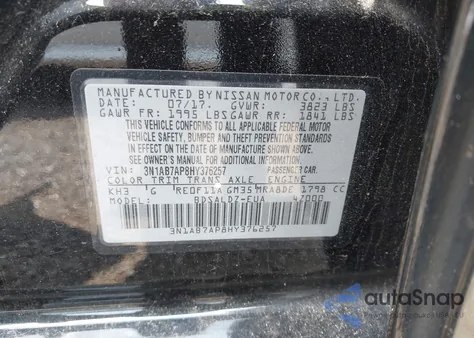 MANUFACTURED BY NISSAN MOTOR CO., LTD.
DATE: 07/17 GVWR: 3823 LBS
GAWR FR: 1995 LBS GAWR RR: 1841 LBS
THIS VEHICLE CONFORMS TO ALL APPLICABLE FEDERAL MOTOR
VEHICLE SAFETY, BUMPER AND THEFT PREVENTION STANDARDS
IN EFFECT ON THE DATE OF MANUFACTURE SHOWN ABOVE.
SEE OWNER'S MANUAL FOR ADDITIONAL INFORMATION
VIN: 3N1AB7AP8HY376257 PASSENGER CAR
COLOR TRIM TRANS AXLE ENGINE
KH3 G RE0F11A GM35 MRA8DE 1798 CC
MODEL: BDSALDZ-EUA 47000
3N1AB7AP8HY376257
autoSnap